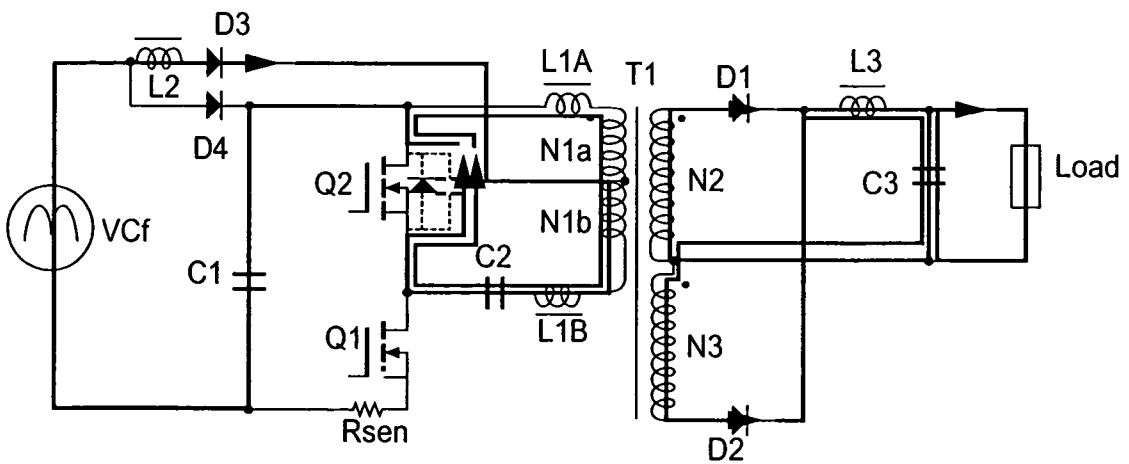 D3
L2
L1A
T1
D1
L3
D4
N1a
Q2
N2
C3
Load
VCf
N1b
C2
C1
L1B
Q1
N3
Rsen
D2